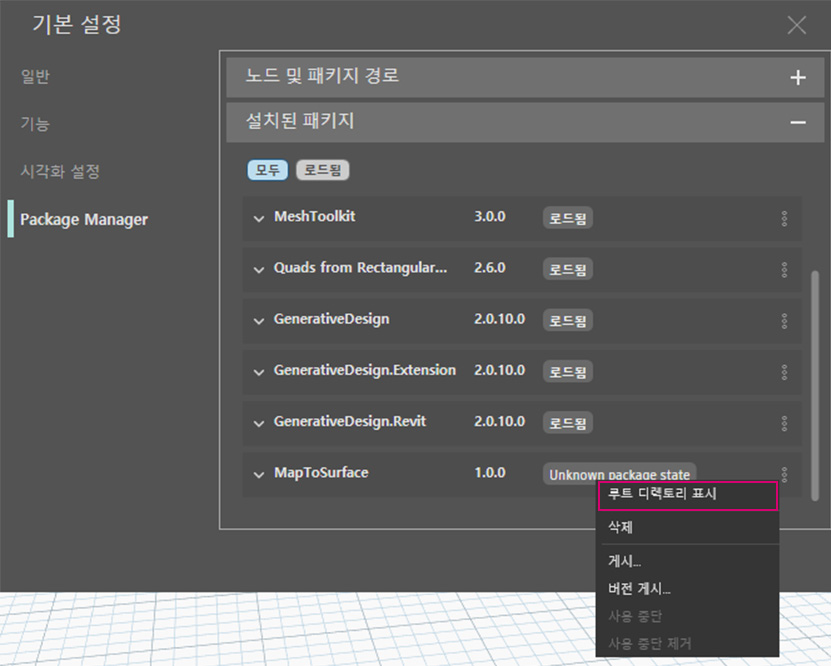 기본 설정
일반
기능
시각화 설정
Package Manager
노드 및 패키지 경로
설치된 패키지
모두 로드됨
MeshToolkit 3.0.0 로드됨
Quads from Rectangular... 2.6.0 로드됨
GenerativeDesign 2.0.10.0 로드됨
GenerativeDesign.Extension 2.0.10.0 로드됨
GenerativeDesign.Revit 2.0.10.0 로드됨
MapToSurface 1.0.0 Unknown package state
루트 디렉토리 표시
삭제
게시...
버전 게시...
사용 중단
사용 중단 제거